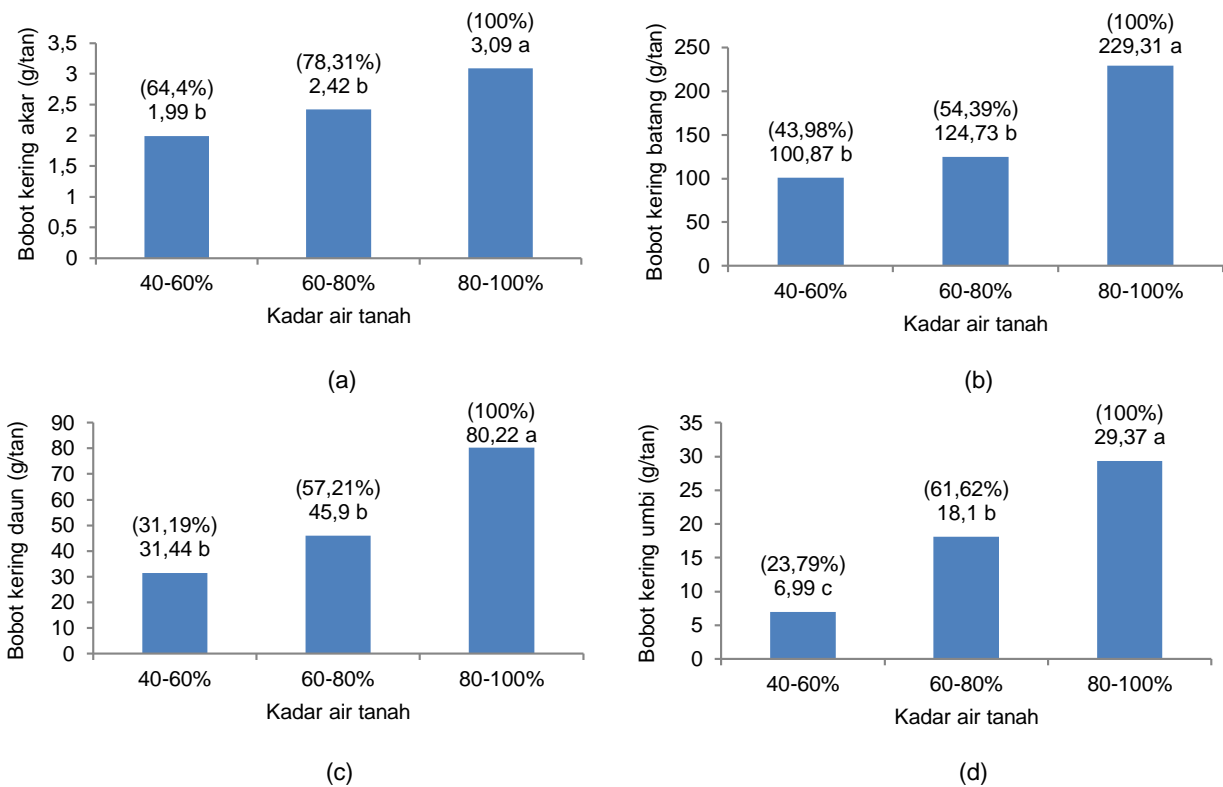 Bobot kering akar (g/tan)
3,5
3
2,5
2
1,5
1
0,5
0
(64,4%)
1,99 b
(78,31%)
2,42 b
(100%)
3,09 a
40-60%
60-80%
80-100%
Kadar air tanah
(a)
Bobot kering batang (g/tan)
250
200
150
100
50
0
(43,98%)
100,87 b
(54,39%)
124,73 b
(100%)
229,31 a
40-60%
60-80%
80-100%
Kadar air tanah
(b)
Bobot kering daun (g/tan)
90
80
70
60
50
40
30
20
10
0
(31,19%)
31,44 b
(57,21%)
45,9 b
(100%)
80,22 a
40-60%
60-80%
80-100%
Kadar air tanah
(c)
Bobot kering umbi (g/tan)
35
30
25
20
15
10
5
0
(23,79%)
6,99 c
(61,62%)
18,1 b
(100%)
29,37 a
40-60%
60-80%
80-100%
Kadar air tanah
(d)